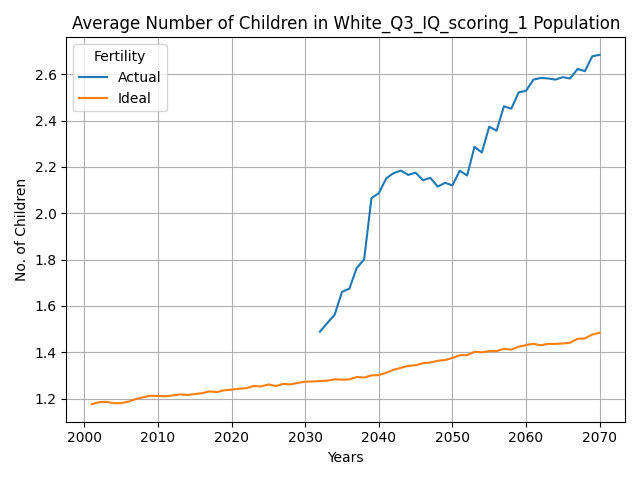 Average Number of Children in White_Q3_IQ_scoring_1 Population
Fertility
Actual
Ideal
No. of Children
2.6
2.4
2.2
2.0
1.8
1.6
1.4
1.2
2000 2010 2020 2030 2040 2050 2060 2070
Years